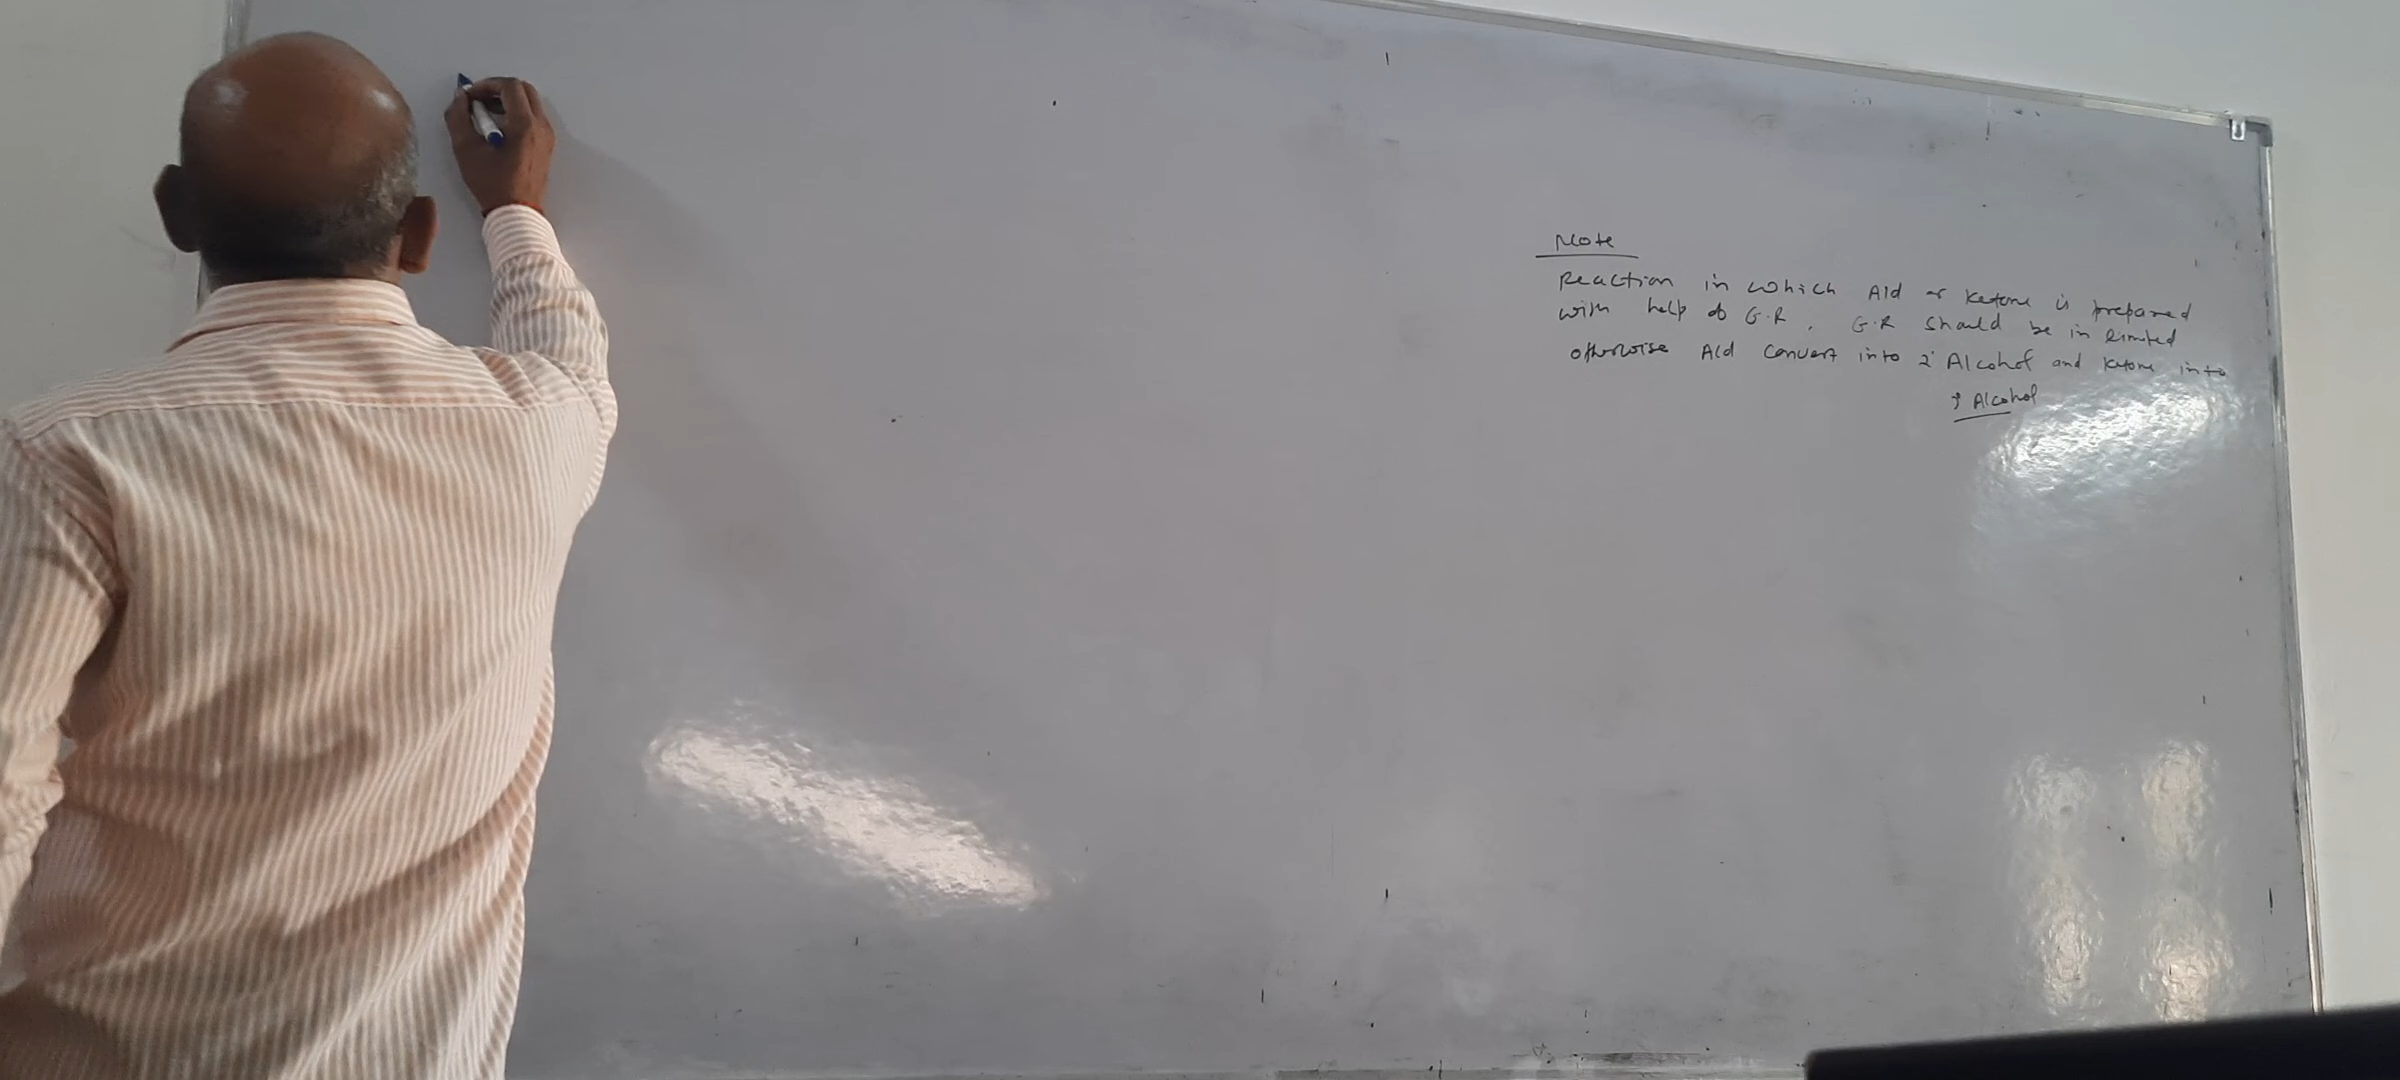 Note
Reaction in which Ald or Ketone is prepared
with help of G.R, G.R should be in limited
otherwise Ald convert into 2° Alcohol and Ketone into
3° Alcohol